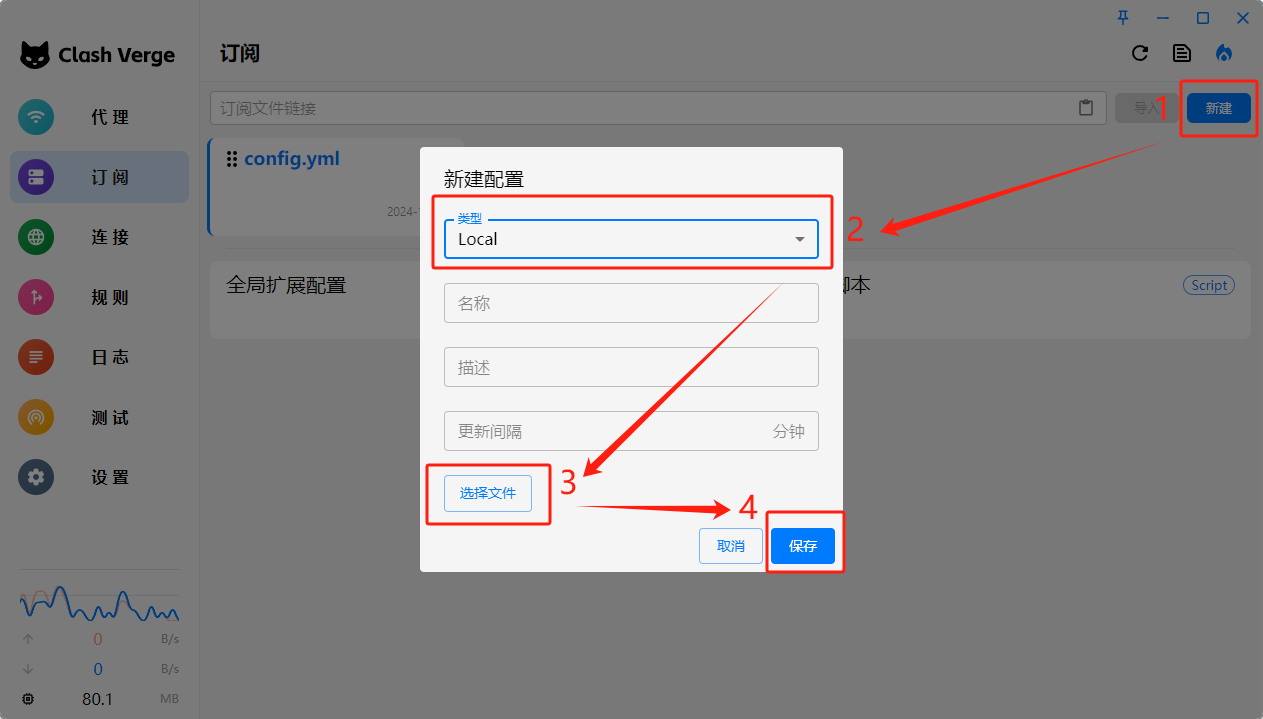 Clash Verge
订阅
代理
订阅
连接
规则
日志
测试
设置
订阅文件链接
导入
1
新建
config.yml
2024-
新建配置
类型
Local
2
全局扩展配置
脚本
Script
名称
描述
更新间隔
分钟
选择文件
3
4
取消
保存
0
B/s
0
B/s
80.1
MB